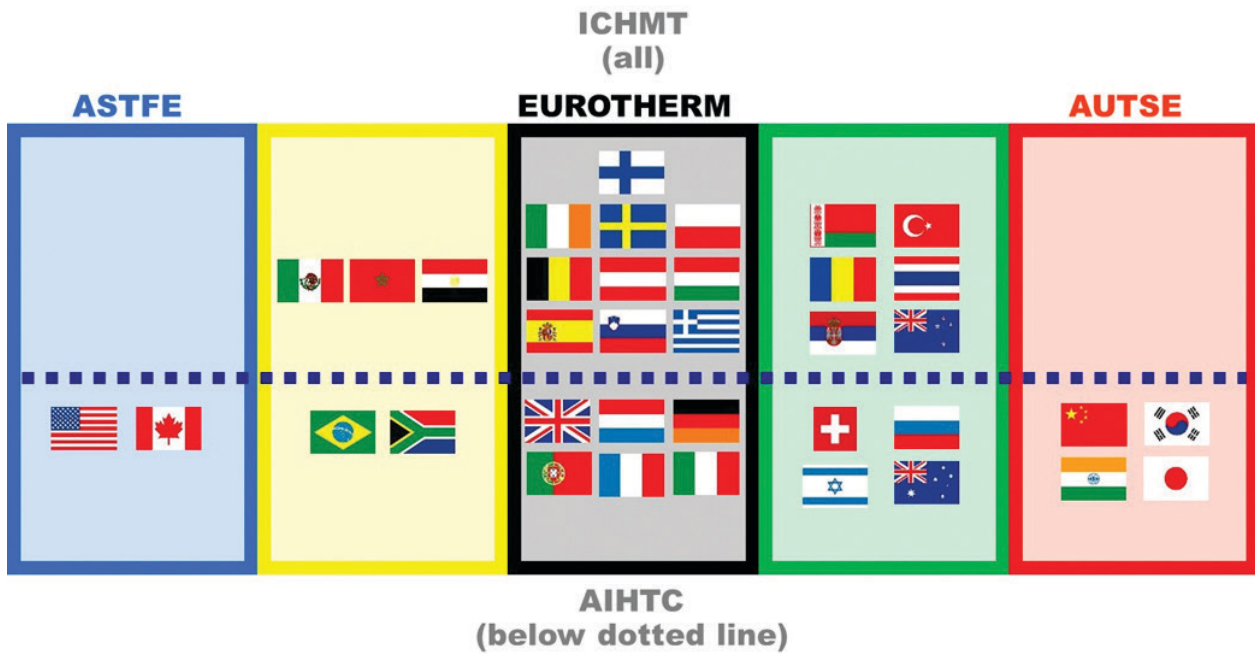 ICHMT
(all)
ASTFE
EUROTHERM
AUTSE
AIHTC
(below dotted line)